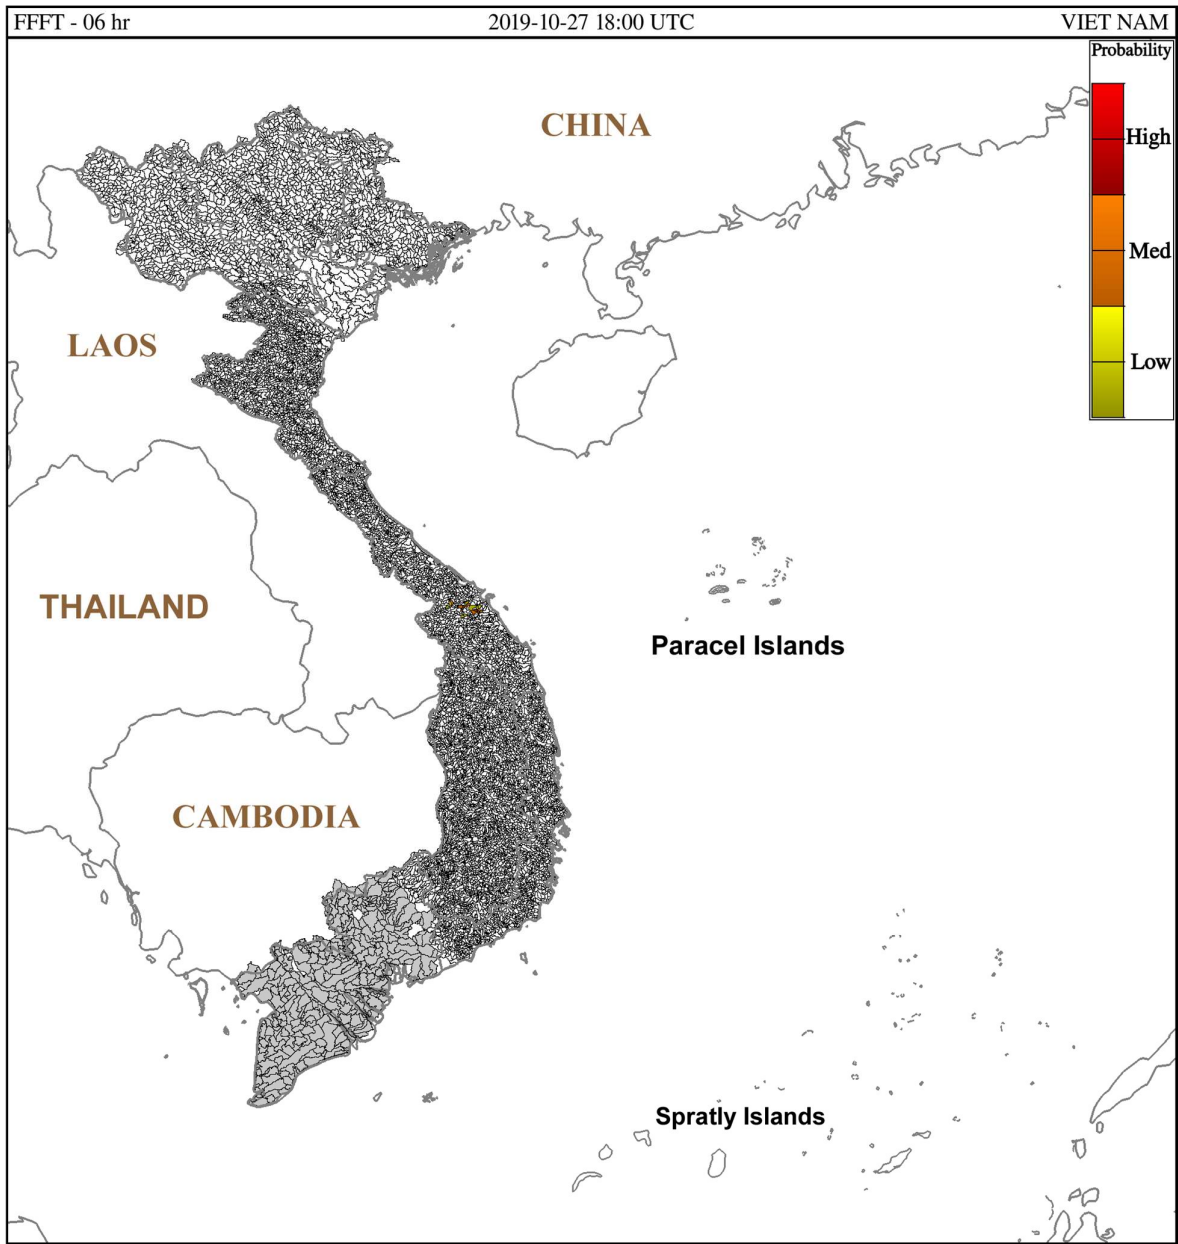 FFFT - 06 hr
2019-10-27 18:00 UTC
VIET NAM
Probability
CHINA
High
Med
LAOS
Low
THAILAND
Paracel Islands
CAMBODIA
Spratly Islands